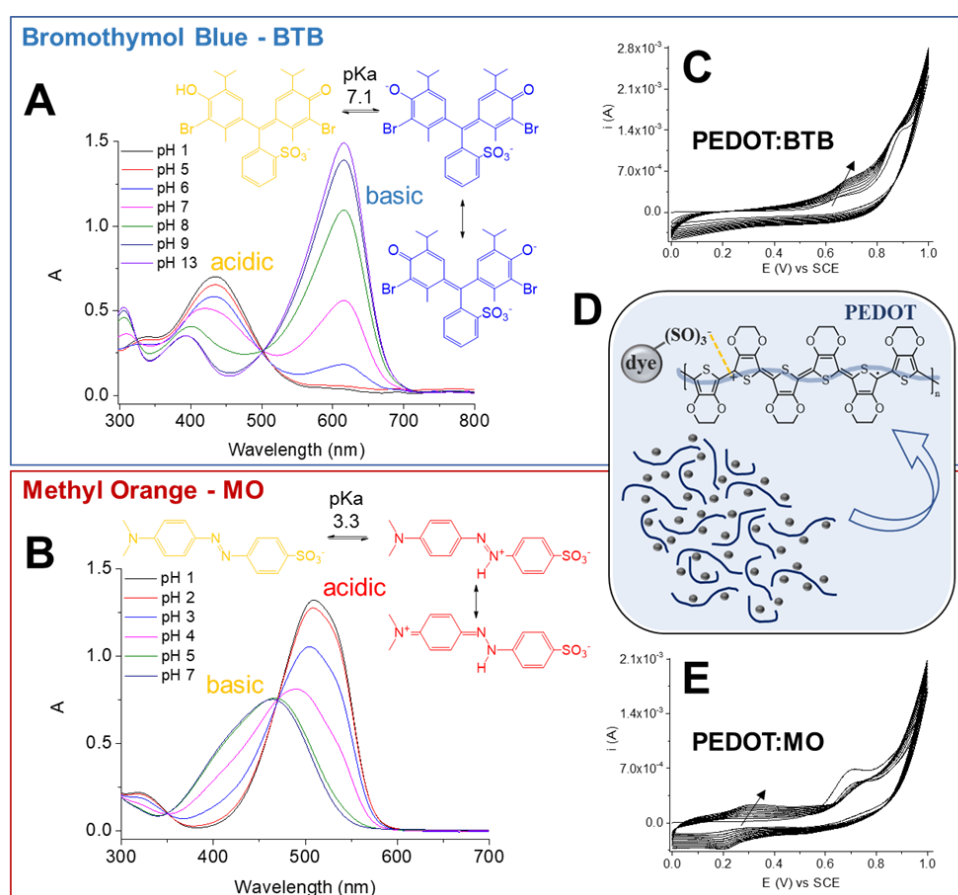 Bromothymol Blue - BTB
A
HO
O
Br
Br
SO₃⁻
pKa
7.1
⁻O
O
Br
Br
SO₃⁻
O
O⁻
Br
Br
SO₃⁻
basic
acidic
pH 1
pH 5
pH 6
pH 7
pH 8
pH 9
pH 13
1.5
1.0
0.5
0.0
A
300 400 500 600 700 800
Wavelength (nm)
C
PEDOT:BTB
2.8x10⁻³
1.4x10⁻³
7.0x10⁻⁴
0.0
i (A)
0.0 0.2 0.4 0.6 0.8 1.0
E (V) vs SCE
D
PEDOT
dye
(SO)₃⁻
O O O O O O
S S S S S S
+
O O O O O O
n
Methyl Orange - MO
B
N
N
N
SO₃⁻
pKa
3.3
N
N
N⁺
H
SO₃⁻
N⁺
N
N
H
SO₃⁻
acidic
basic
pH 1
pH 2
pH 3
pH 4
pH 5
pH 7
1.5
1.0
0.5
0.0
A
300 400 500 600 700
Wavelength (nm)
E
PEDOT:MO
2.1x10⁻³
1.4x10⁻³
7.0x10⁻⁴
0.0
i (A)
0.0 0.2 0.4 0.6 0.8 1.0
E (V) vs SCE